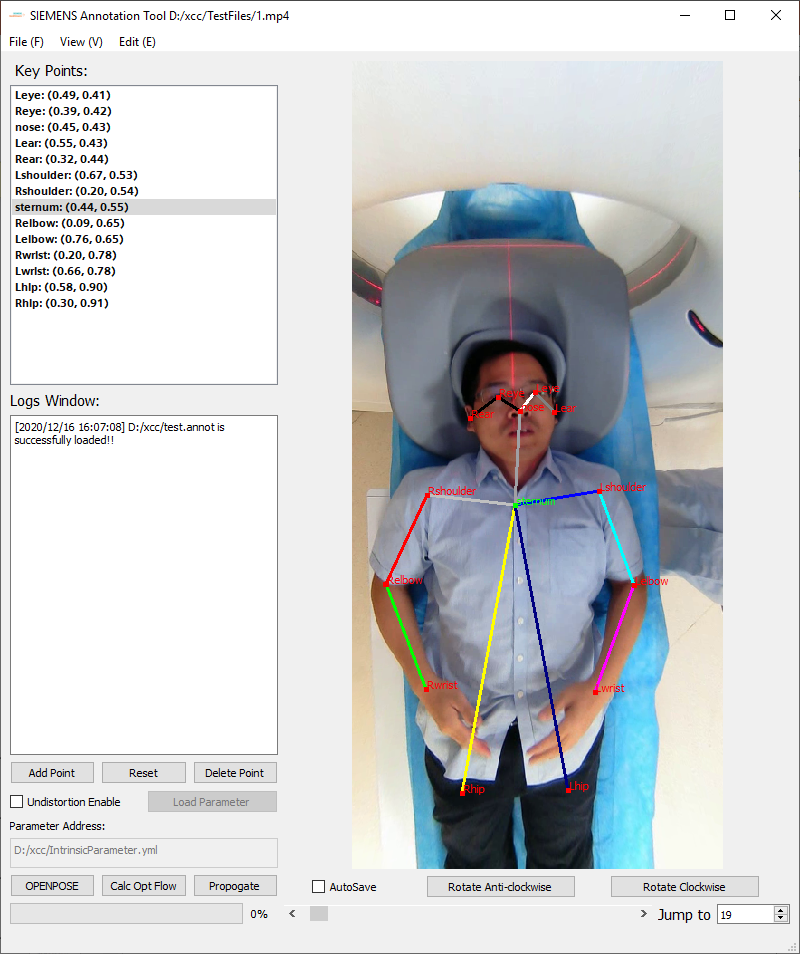 SIEMENS Annotation Tool D:/xcc/TestFiles/1.mp4
File (F) View (V) Edit (E)
Key Points:
Leye: (0.49, 0.41)
Reye: (0.39, 0.42)
nose: (0.45, 0.43)
Lear: (0.55, 0.43)
Rear: (0.32, 0.44)
Lshoulder: (0.67, 0.53)
Rshoulder: (0.20, 0.54)
sternum: (0.44, 0.55)
Relbow: (0.09, 0.65)
Lelbow: (0.76, 0.65)
Rwrist: (0.20, 0.78)
Lwrist: (0.66, 0.78)
Lhip: (0.58, 0.90)
Rhip: (0.30, 0.91)
Logs Window:
[2020/12/16 16:07:08] D:/xcc/test.annot is
successfully loaded!!
Add Point Reset Delete Point
Undistortion Enable Load Parameter
Parameter Address:
D:/xcc/IntrinsicParameter.yml
OPENPOSE Calc Opt Flow Propogate
0%
Reye Leye
Rear nose Lear
Rshoulder Lshoulder
sternum
Relbow Lelbow
Rwrist Lwrist
Rhip Lhip
AutoSave Rotate Anti-clockwise Rotate Clockwise
Jump to 19